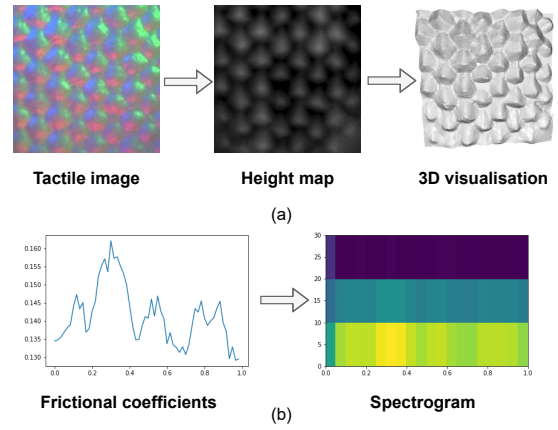 Tactile image
Height map
3D visualisation
(a)
0.160
0.155
0.150
0.145
0.140
0.135
0.130
0.0 0.2 0.4 0.6 0.8 1.0
30
25
20
15
10
5
0
0.0 0.2 0.4 0.6 0.8 1.0
Frictional coefficients
Spectrogram
(b)